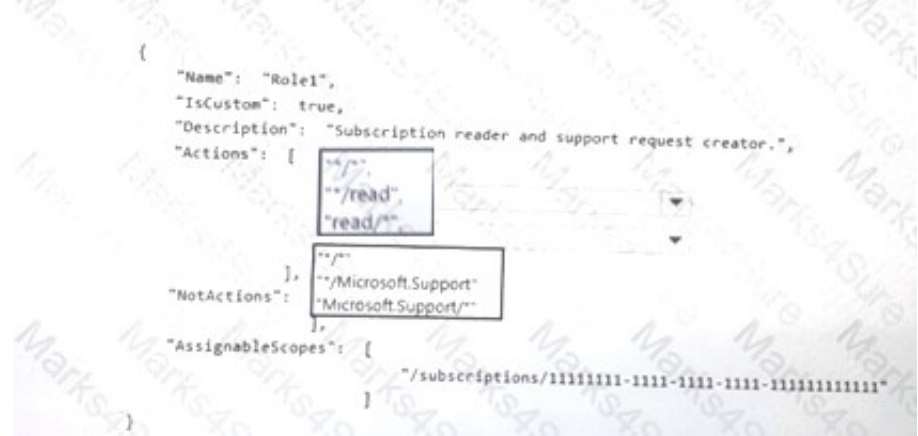 {
"Name": "Role1",
"IsCustom": true,
"Description": "Subscription reader and support request creator.",
"Actions": [
"*/*",
"*/read",
"read/*",
"*/*"
"*/Microsoft.Support"
"Microsoft.Support/*"
],
"NotActions":
],
"AssignableScopes": [
"/subscriptions/11111111-1111-1111-1111-111111111111"
]
}
Marks4Sure